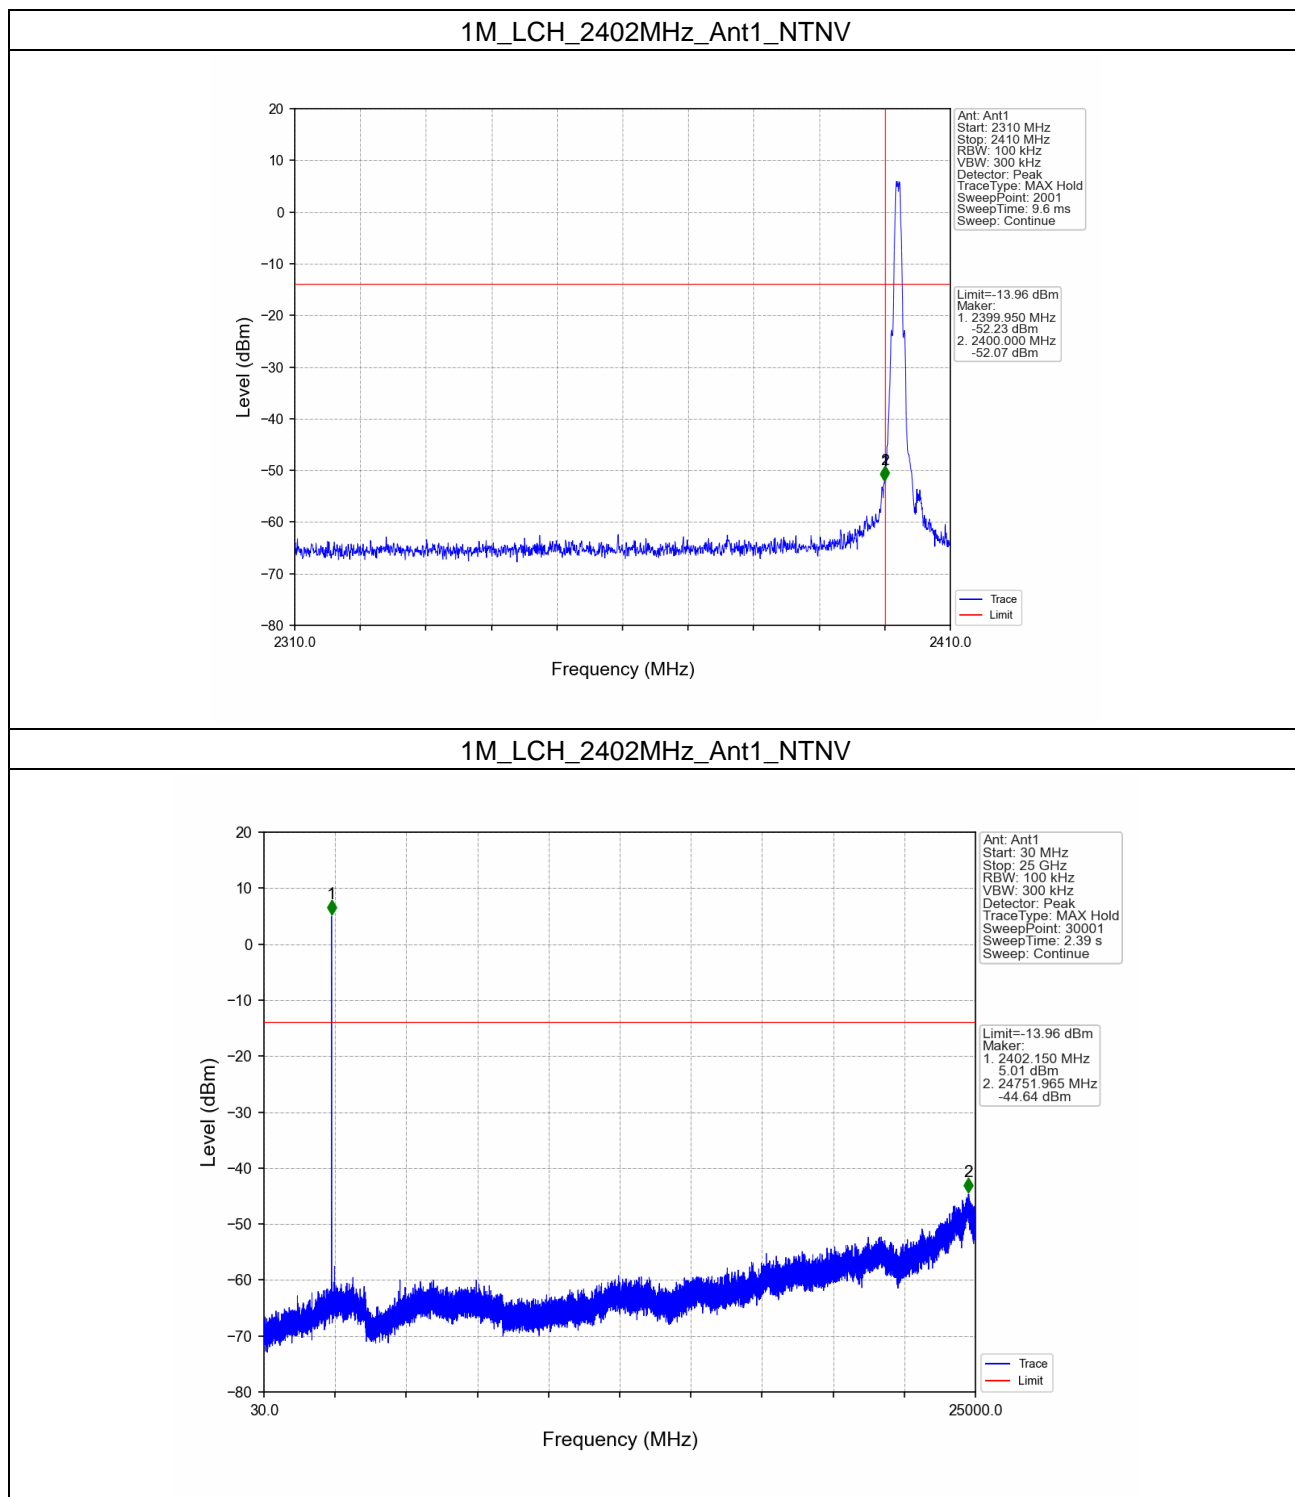 1M_LCH_2402MHz_Ant1_NTNV
20
10
0
−10
−20
−30
−40
−50
−60
−70
−80
Level (dBm)
2310.0
2410.0
Frequency (MHz)
2
Ant: Ant1
Start: 2310 MHz
Stop: 2410 MHz
RBW: 100 kHz
VBW: 300 kHz
Detector: Peak
TraceType: MAX Hold
SweepPoint: 2001
SweepTime: 9.6 ms
Sweep: Continue
Limit=-13.96 dBm
Maker:
1. 2399.950 MHz
-52.23 dBm
2. 2400.000 MHz
-52.07 dBm
Trace
Limit
1M_LCH_2402MHz_Ant1_NTNV
20
10
0
−10
−20
−30
−40
−50
−60
−70
−80
Level (dBm)
30.0
25000.0
Frequency (MHz)
1
2
Ant: Ant1
Start: 30 MHz
Stop: 25 GHz
RBW: 100 kHz
VBW: 300 kHz
Detector: Peak
TraceType: MAX Hold
SweepPoint: 30001
SweepTime: 2.39 s
Sweep: Continue
Limit=-13.96 dBm
Maker:
1. 2402.150 MHz
5.01 dBm
2. 24751.965 MHz
-44.64 dBm
Trace
Limit